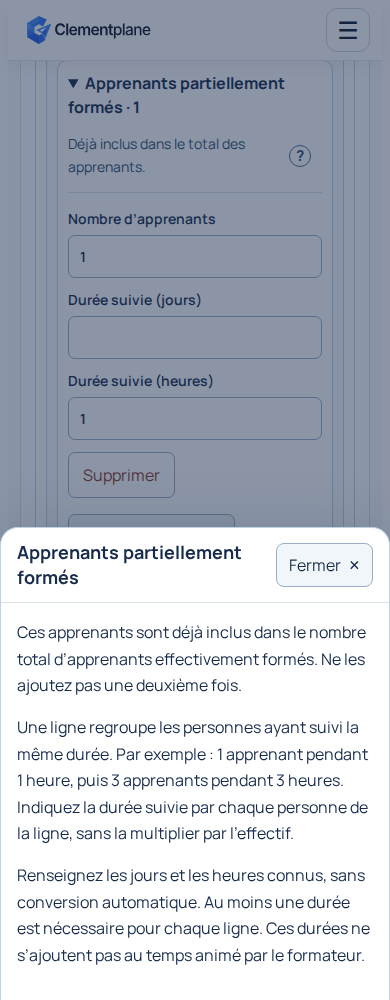 Clementplane
▼ Apprenants partiellement
formés · 1
Déjà inclus dans le total des
apprenants.
?
Nombre d’apprenants
1
Durée suivie (jours)
Durée suivie (heures)
1
Supprimer
Apprenants partiellement
formés
Fermer ×
Ces apprenants sont déjà inclus dans le nombre
total d’apprenants effectivement formés. Ne les
ajoutez pas une deuxième fois.
Une ligne regroupe les personnes ayant suivi la
même durée. Par exemple : 1 apprenant pendant
1 heure, puis 3 apprenants pendant 3 heures.
Indiquez la durée suivie par chaque personne de
la ligne, sans la multiplier par l’effectif.
Renseignez les jours et les heures connus, sans
conversion automatique. Au moins une durée
est nécessaire pour chaque ligne. Ces durées ne
s’ajoutent pas au temps animé par le formateur.